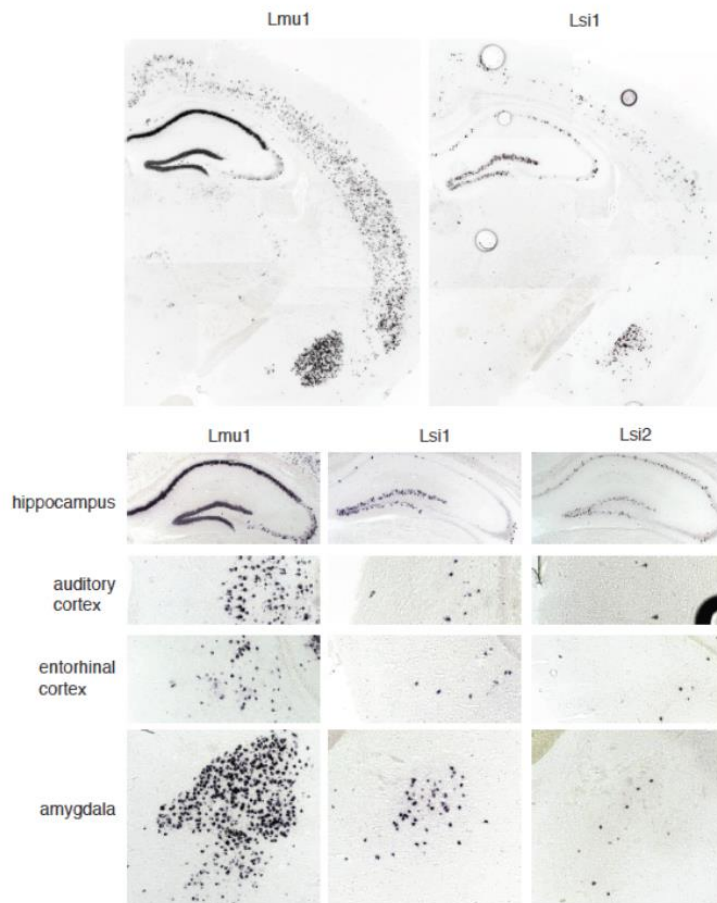 Lmu1 Lsi1
Lmu1 Lsi1 Lsi2
hippocampus
auditory
cortex
entorhinal
cortex
amygdala